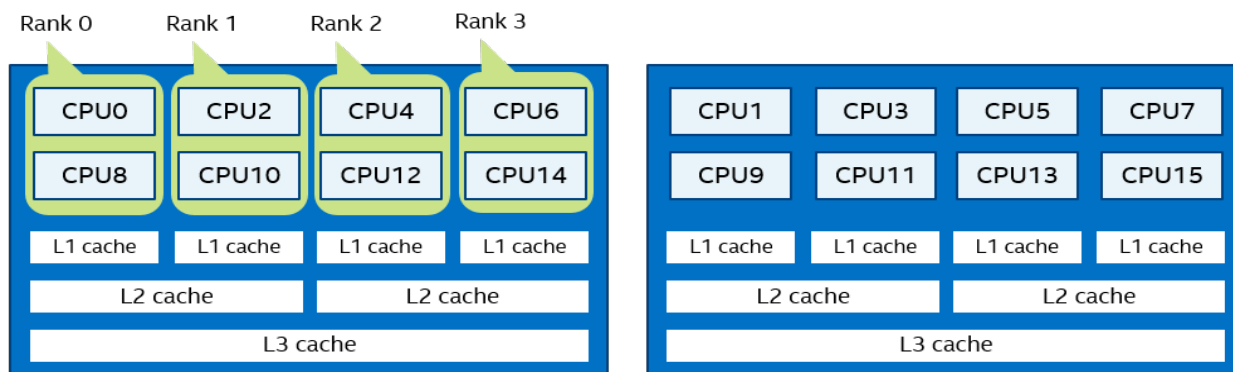 Rank 0 Rank 1 Rank 2 Rank 3
CPU0 CPU2 CPU4 CPU6
CPU8 CPU10 CPU12 CPU14
L1 cache L1 cache L1 cache L1 cache
L2 cache L2 cache
L3 cache
CPU1 CPU3 CPU5 CPU7
CPU9 CPU11 CPU13 CPU15
L1 cache L1 cache L1 cache L1 cache
L2 cache L2 cache
L3 cache